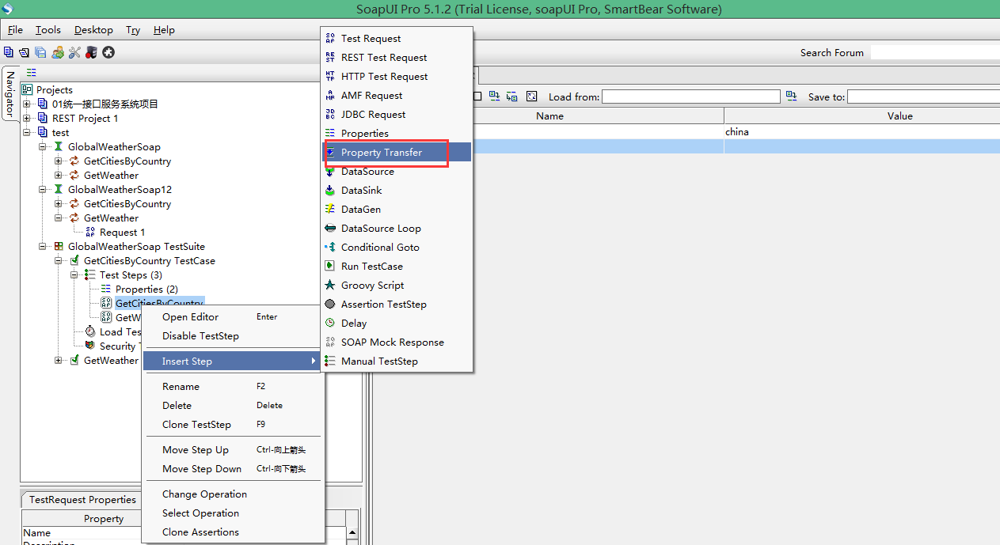 SoapUI Pro 5.1.2 (Trial License, soapUI Pro, SmartBear Software)
File Tools Desktop Try Help
Search Forum
Navigator
Projects
01统一接口服务系统项目
REST Project 1
test
GlobalWeatherSoap
GetCitiesByCountry
GetWeather
GlobalWeatherSoap12
GetCitiesByCountry
GetWeather
Request 1
GlobalWeatherSoap TestSuite
GetCitiesByCountry TestCase
Test Steps (3)
Properties (2)
GetCitiesByCountry
GetW
Load Tes
Security T
GetWeather
Open Editor Enter
Disable TestStep
Insert Step
Rename F2
Delete Delete
Clone TestStep F9
Move Step Up Ctrl-向上箭头
Move Step Down Ctrl-向下箭头
Change Operation
Select Operation
Clone Assertions
Test Request
REST Test Request
HTTP Test Request
AMF Request
JDBC Request
Properties
Property Transfer
DataSource
DataSink
DataGen
DataSource Loop
Conditional Goto
Run TestCase
Groovy Script
Assertion TestStep
Delay
SOAP Mock Response
Manual TestStep
Load from: Save to:
Name Value
china
TestRequest Properties
Property
Name
Description